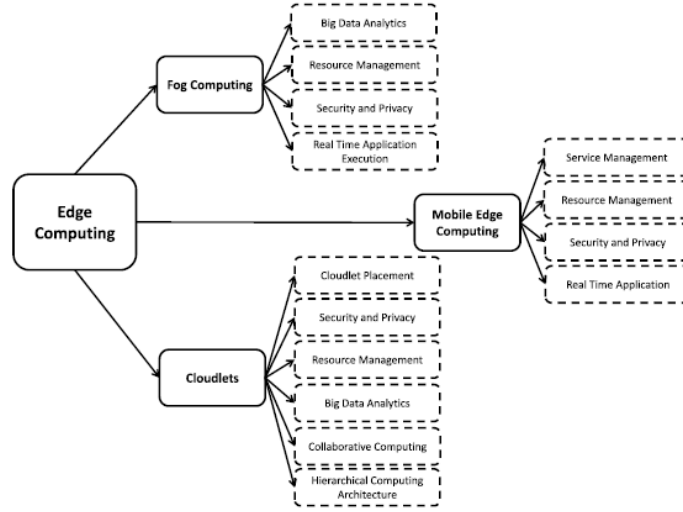 Big Data Analytics
Resource Management
Fog Computing
Security and Privacy
Real Time Application
Execution
Service Management
Resource Management
Edge
Computing
Mobile Edge
Computing
Security and Privacy
Real Time Application
Cloudlet Placement
Security and Privacy
Resource Management
Cloudlets
Big Data Analytics
Collaborative Computing
Hierarchical Computing
Architecture